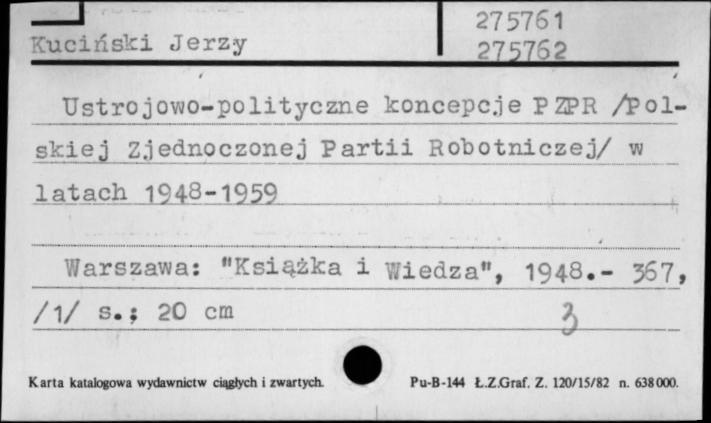 275761
Kuciński Jerzy
275762
Ustrojowo-polityczne koncepcje PZPR /Pol-
skiej Zjednoczonej Partii Robotniczej/ w
latach 1948-1959
Warszawa: "Książka i Wiedza", 1948.- 367,
/1/ s.; 20 cm
3
Karta katalogowa wydawnictw ciągłych i zwartych. Pu-B-144 Ł.Z.Graf. Z. 120/15/82 n. 638000.